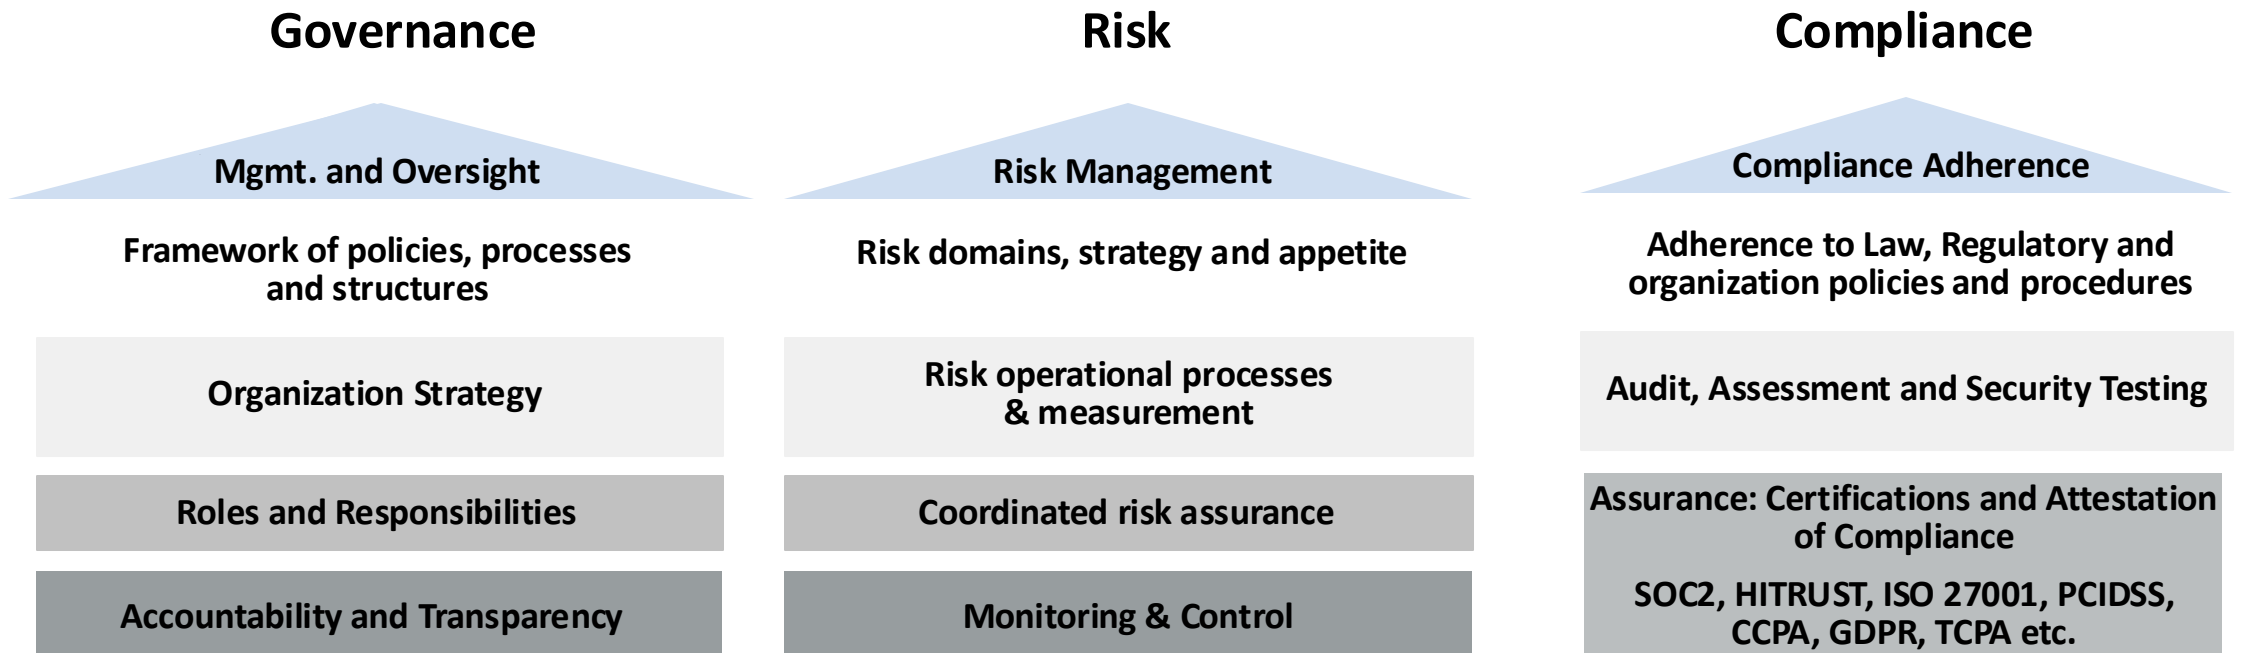 Governance
Mgmt. and Oversight
Framework of policies, processes
and structures
Organization Strategy
Roles and Responsibilities
Accountability and Transparency
Risk
Risk Management
Risk domains, strategy and appetite
Risk operational processes
& measurement
Coordinated risk assurance
Monitoring & Control
Compliance
Compliance Adherence
Adherence to Law, Regulatory and
organization policies and procedures
Audit, Assessment and Security Testing
Assurance: Certifications and Attestation
of Compliance
SOC2, HITRUST, ISO 27001, PCIDSS,
CCPA, GDPR, TCPA etc.